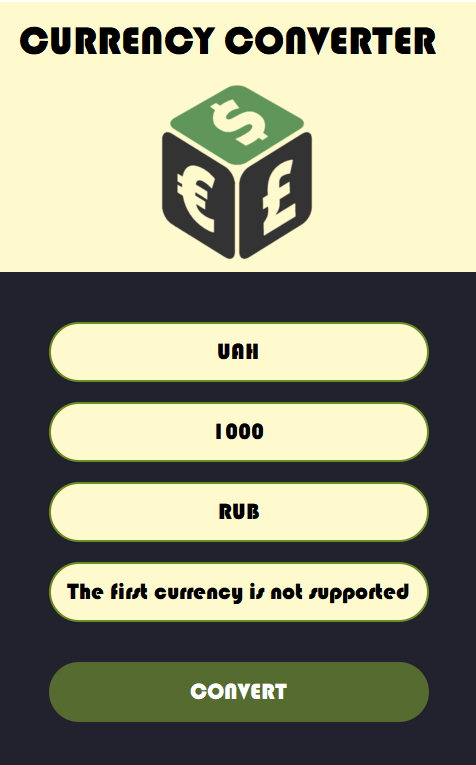 CURRENCY CONVERTER
$
€ £
UAH
1000
RUB
The first currency is not supported
CONVERT